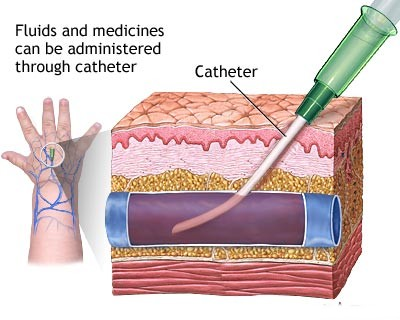 Fluids and medicines
can be administered
through catheter
Catheter